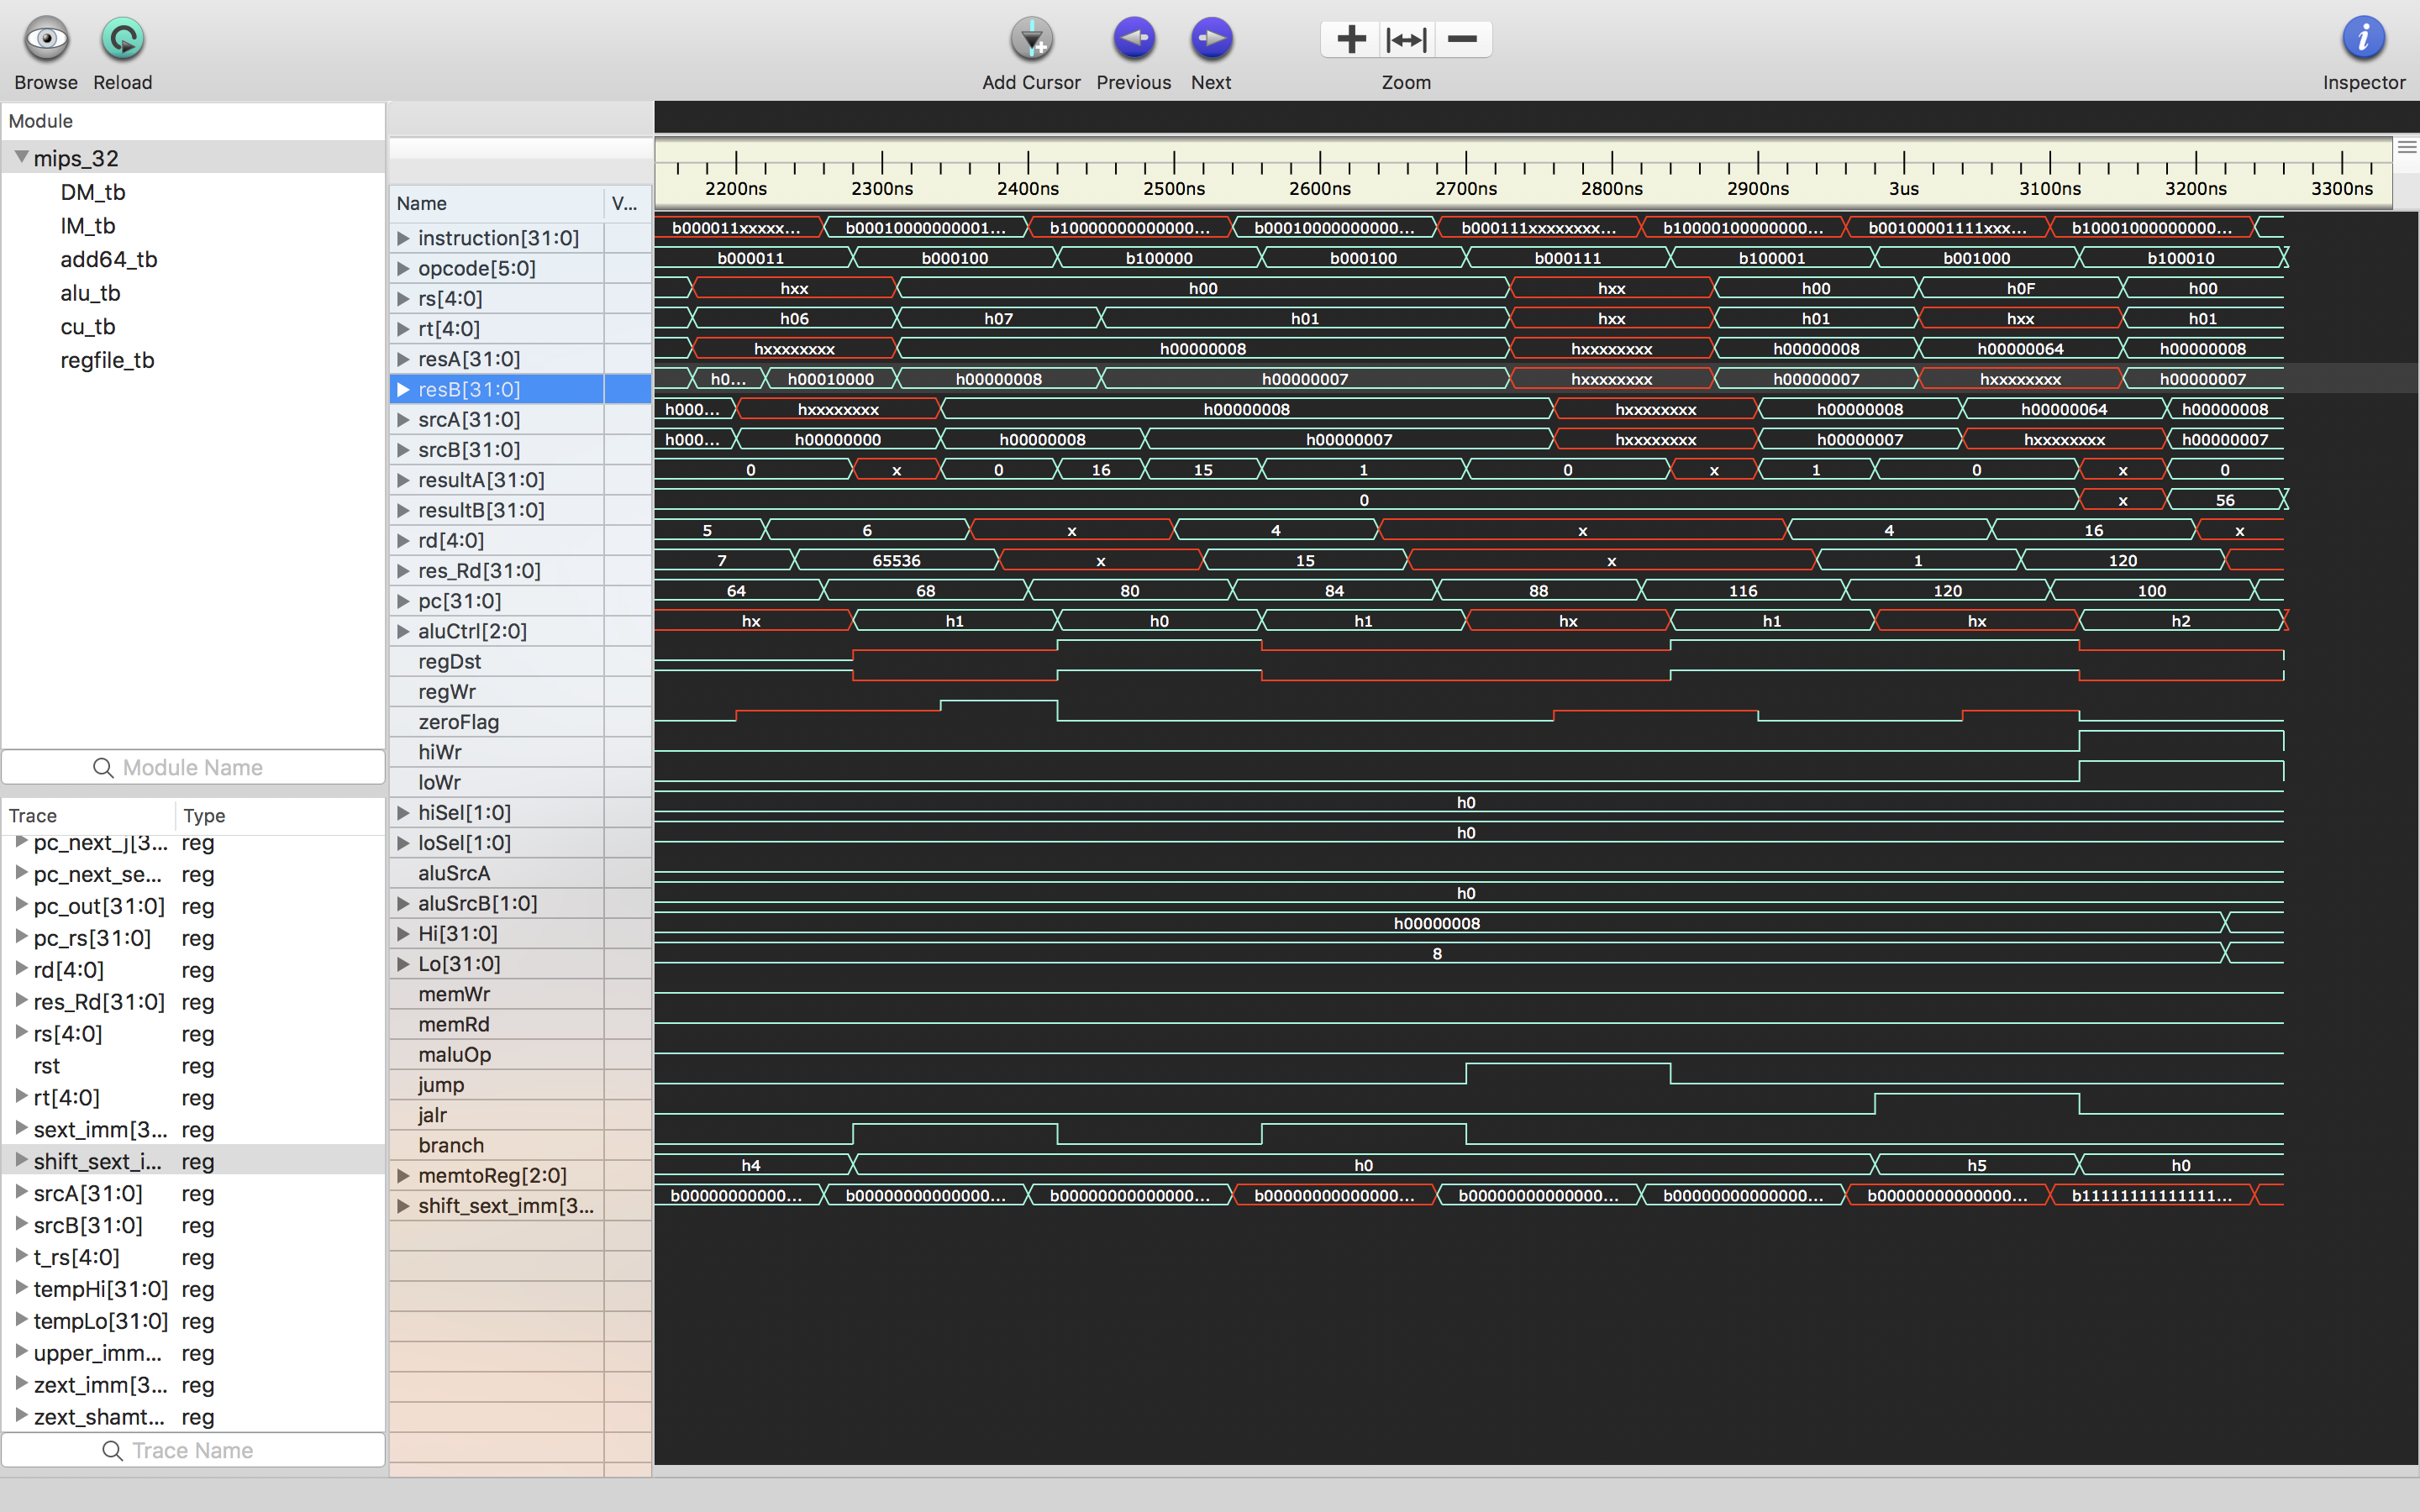 Browse Reload Add Cursor Previous Next Zoom Inspector
Module
mips_32
DM_tb
IM_tb
add64_tb
alu_tb
cu_tb
regfile_tb
Module Name
Trace Type
pc_next_j[3... reg
pc_next_se... reg
pc_out[31:0] reg
pc_rs[31:0] reg
rd[4:0] reg
res_Rd[31:0] reg
rs[4:0] reg
rst reg
rt[4:0] reg
sext_imm[3... reg
shift_sext_i... reg
srcA[31:0] reg
srcB[31:0] reg
t_rs[4:0] reg
tempHi[31:0] reg
tempLo[31:0] reg
upper_imm... reg
zext_imm[3... reg
zext_shamt... reg
Trace Name
2200ns 2300ns 2400ns 2500ns 2600ns 2700ns 2800ns 2900ns 3us 3100ns 3200ns 3300ns
Name V...
instruction[31:0] b000011xxxxx... b00010000000001... b10000000000000... b00010000000000... b000111xxxxxxxx... b10000100000000... b00100001111xxx... b10001000000000...
opcode[5:0] b000011 b000100 b100000 b000100 b000111 b100001 b001000 b100010
rs[4:0] hxx h00 hxx h00 h0F h00
rt[4:0] h06 h07 h01 hxx h01 hxx h01
resA[31:0] hxxxxxxxx h00000008 hxxxxxxxx h00000008 h00000064 h00000008
resB[31:0] h0... h00010000 h00000008 h00000007 hxxxxxxxx h00000007 hxxxxxxxx h00000007
srcA[31:0] h000... hxxxxxxxx h00000008 hxxxxxxxx h00000008 h00000064 h00000008
srcB[31:0] h000... h00000000 h00000008 h00000007 hxxxxxxxx h00000007 hxxxxxxxx h00000007
resultA[31:0] 0 x 0 16 15 1 0 x 1 0 x 0
resultB[31:0] 0 x 56
rd[4:0] 5 6 x 4 x 4 16 x
res_Rd[31:0] 7 65536 x 15 x 1 120
pc[31:0] 64 68 80 84 88 116 120 100
aluCtrl[2:0] hx h1 h0 h1 hx h1 hx h2
regDst
regWr
zeroFlag
hiWr
loWr
hiSel[1:0] h0
loSel[1:0] h0
aluSrcA
aluSrcB[1:0] h0
Hi[31:0] h00000008
Lo[31:0] 8
memWr
memRd
maluOp
jump
jalr
branch
memtoReg[2:0] h4 h0 h5 h0
shift_sext_imm[3... b00000000000... b00000000000000... b00000000000000... b00000000000000... b00000000000000... b00000000000000... b00000000000000... b11111111111111...